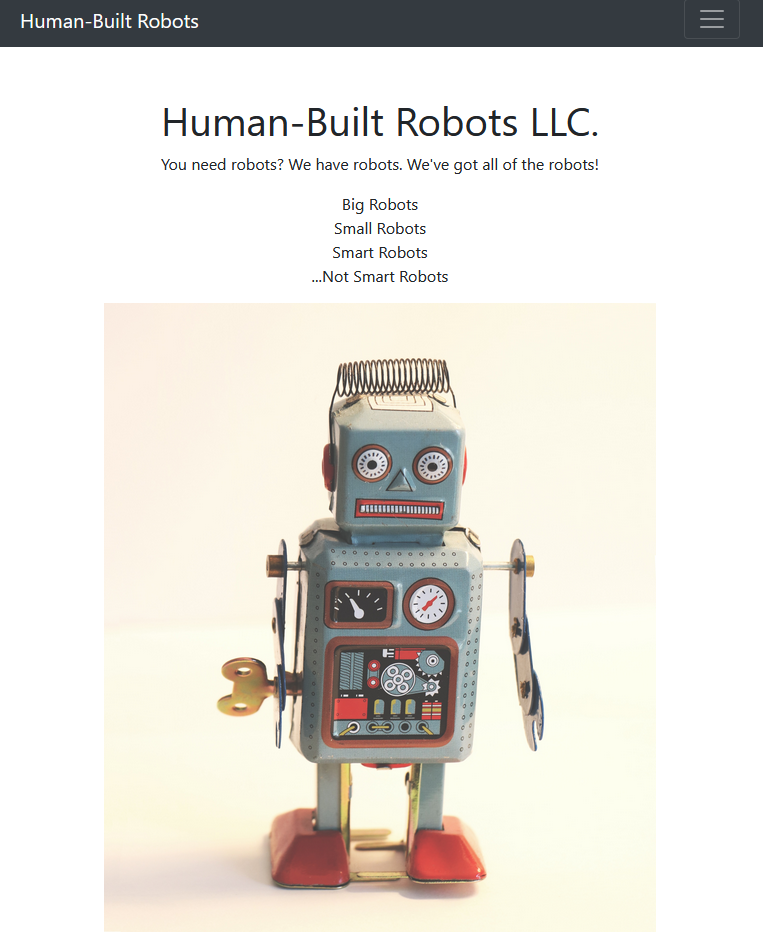 Human-Built Robots
Human-Built Robots LLC.
You need robots? We have robots. We've got all of the robots!
Big Robots
Small Robots
Smart Robots
...Not Smart Robots